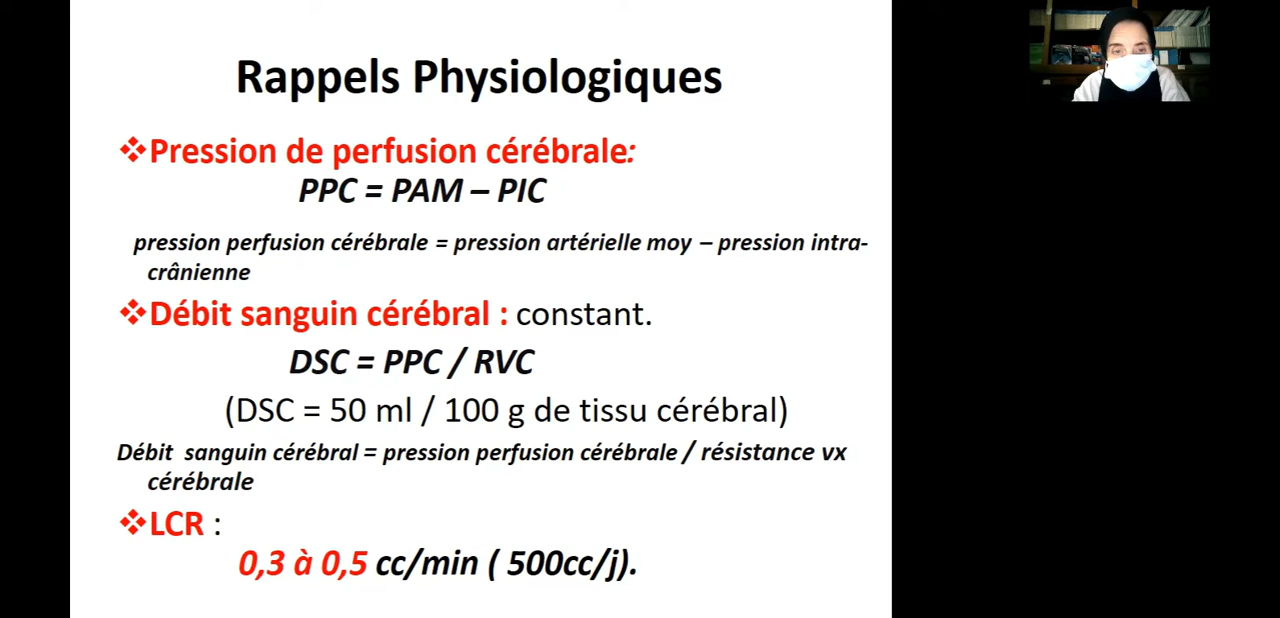 Rappels Physiologiques
❖Pression de perfusion cérébrale:
PPC = PAM – PIC
pression perfusion cérébrale = pression artérielle moy – pression intra-
crânienne
❖Débit sanguin cérébral : constant.
DSC = PPC / RVC
(DSC = 50 ml / 100 g de tissu cérébral)
Débit sanguin cérébral = pression perfusion cérébrale / résistance vx
cérébrale
❖LCR :
0,3 à 0,5 cc/min ( 500cc/j).